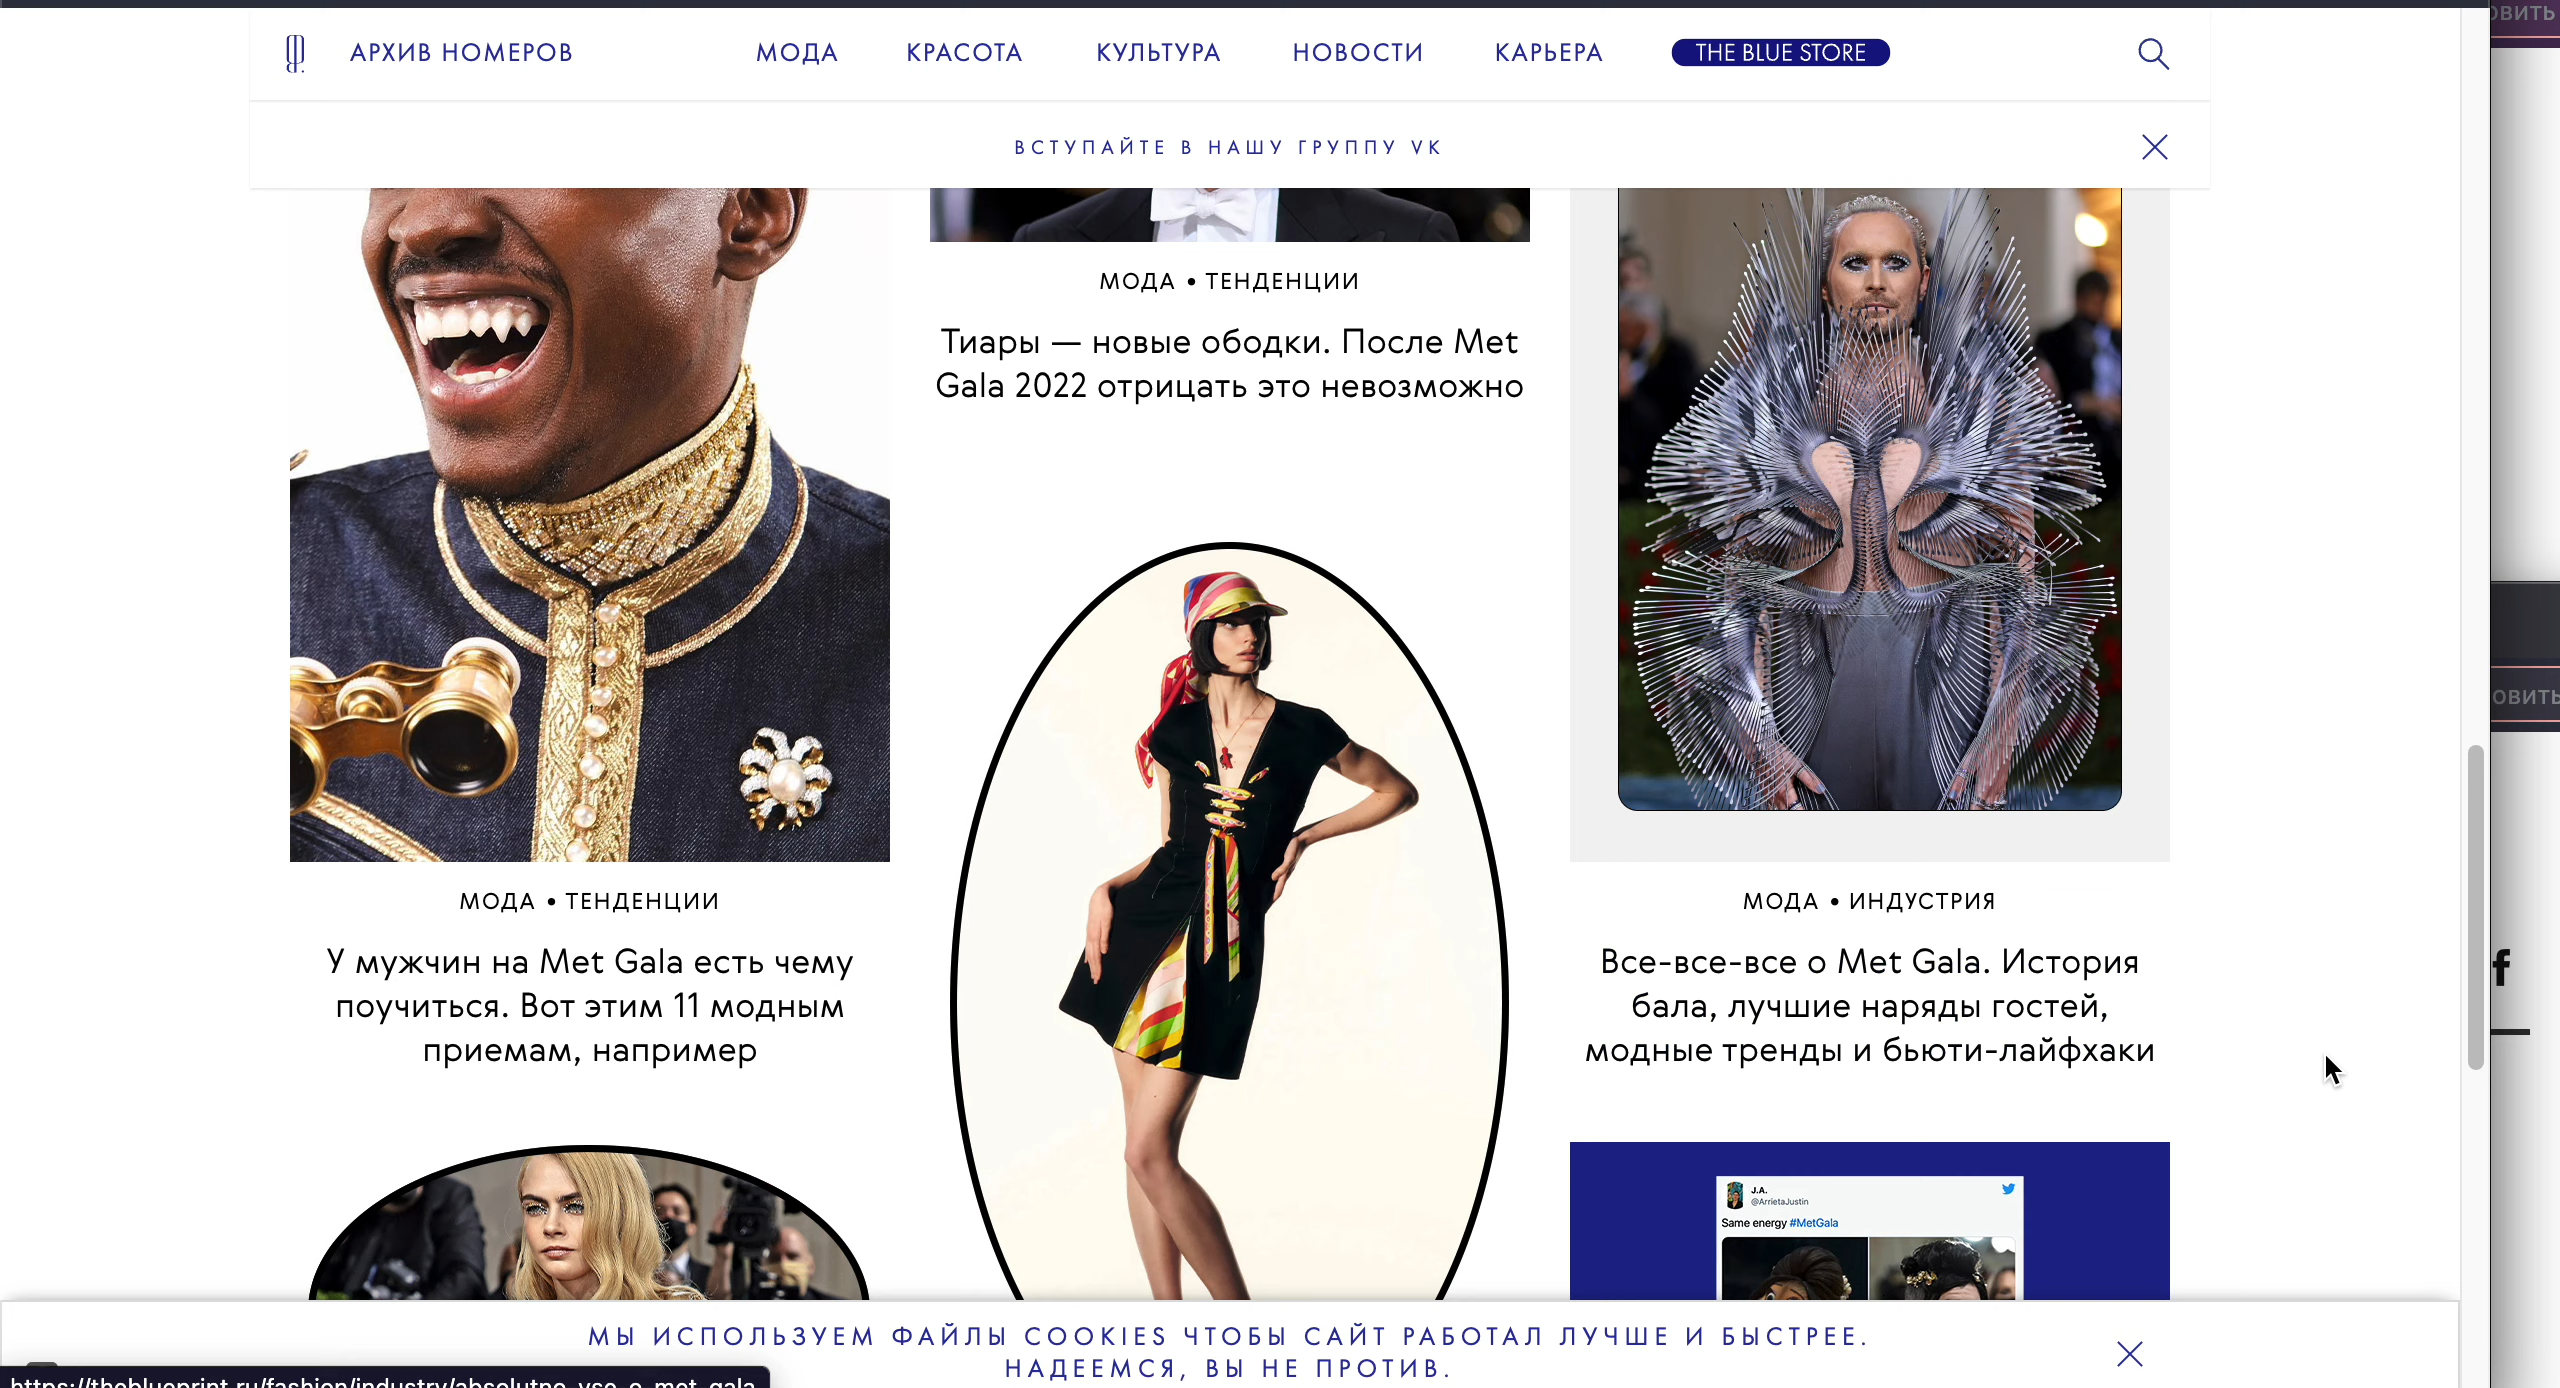 АРХИВ НОМЕРОВ
МОДА
КРАСОТА
КУЛЬТУРА
НОВОСТИ
КАРЬЕРА
THE BLUE STORE
ВСТУПАЙТЕ В НАШУ ГРУППУ VK
МОДА • ТЕНДЕНЦИИ
Тиары — новые ободки. После Met
Gala 2022 отрицать это невозможно
МОДА • ТЕНДЕНЦИИ
У мужчин на Met Gala есть чему
поучиться. Вот этим 11 модным
приемам, например
МОДА • ИНДУСТРИЯ
Все-все-все о Met Gala. История
бала, лучшие наряды гостей,
модные тренды и бьюти-лайфхаки
J.A.
@ArrietaJustin
Same energy #MetGala
МЫ ИСПОЛЬЗУЕМ ФАЙЛЫ COOKIES ЧТОБЫ САЙТ РАБОТАЛ ЛУЧШЕ И БЫСТРЕЕ.
НАДЕЕМСЯ, ВЫ НЕ ПРОТИВ.
https://theblueprint.ru/fashion/industry/absolutno_vse_o_met_gala
ОВИТЬ
ОВИТЬ
f